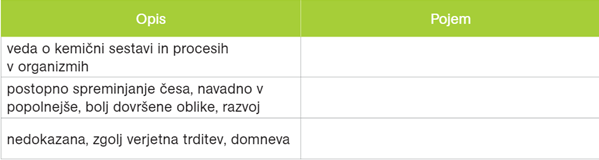 Opis
Pojem
veda o kemični sestavi in procesih
v organizmih
postopno spreminjanje česa, navadno v
popolnejše, bolj dovršene oblike, razvoj
nedokazana, zgolj verjetna trditev, domneva